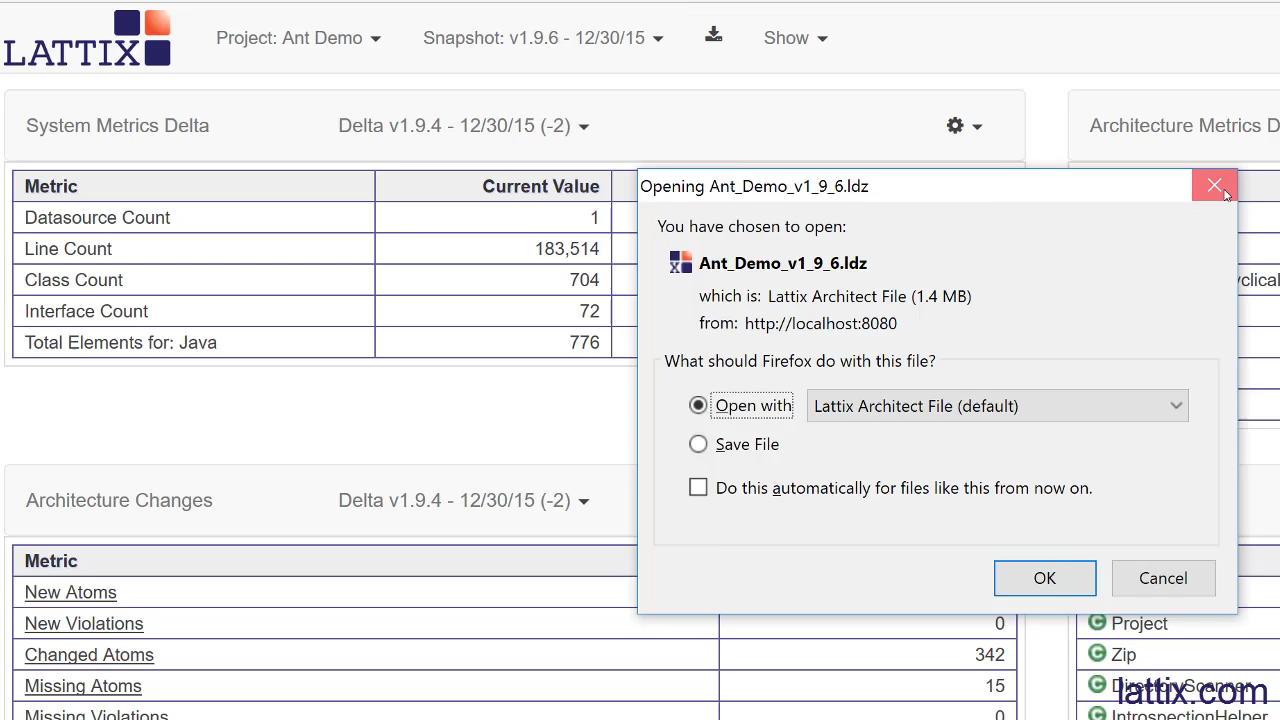 LATTIX
Project: Ant Demo
Snapshot: v1.9.6 - 12/30/15
Show
System Metrics Delta
Delta v1.9.4 - 12/30/15 (-2)
Architecture Metrics D
Metric
Current Value
Datasource Count
1
Line Count
183,514
Class Count
704
Interface Count
72
Total Elements for: Java
776
yclical
Opening Ant_Demo_v1_9_6.ldz
You have chosen to open:
Ant_Demo_v1_9_6.ldz
which is: Lattix Architect File (1.4 MB)
from: http://localhost:8080
What should Firefox do with this file?
Open with
Lattix Architect File (default)
Save File
Do this automatically for files like this from now on.
OK
Cancel
Architecture Changes
Delta v1.9.4 - 12/30/15 (-2)
Metric
New Atoms
New Violations
0
Changed Atoms
342
Missing Atoms
15
Missing Violations
0
Project
Zip
DirectoryScanner
IntrospectionHelper
lattix.com